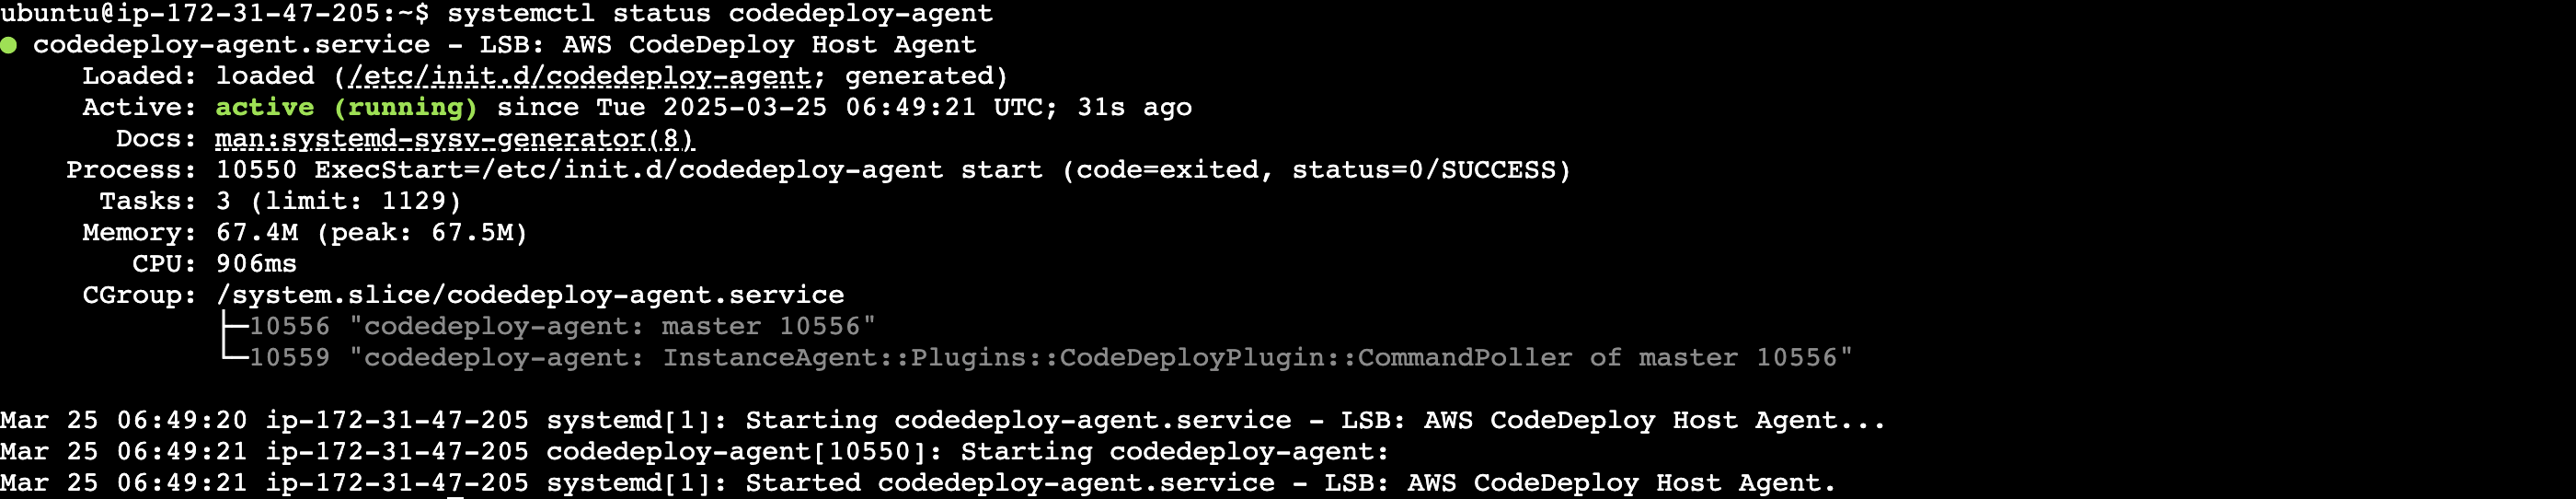 ubuntu@ip-172-31-47-205:~$ systemctl status codedeploy-agent
● codedeploy-agent.service - LSB: AWS CodeDeploy Host Agent
     Loaded: loaded (/etc/init.d/codedeploy-agent; generated)
     Active: active (running) since Tue 2025-03-25 06:49:21 UTC; 31s ago
       Docs: man:systemd-sysv-generator(8)
    Process: 10550 ExecStart=/etc/init.d/codedeploy-agent start (code=exited, status=0/SUCCESS)
      Tasks: 3 (limit: 1129)
     Memory: 67.4M (peak: 67.5M)
        CPU: 906ms
     CGroup: /system.slice/codedeploy-agent.service
             ├─10556 "codedeploy-agent: master 10556"
             └─10559 "codedeploy-agent: InstanceAgent::Plugins::CodeDeployPlugin::CommandPoller of master 10556"

Mar 25 06:49:20 ip-172-31-47-205 systemd[1]: Starting codedeploy-agent.service - LSB: AWS CodeDeploy Host Agent...
Mar 25 06:49:21 ip-172-31-47-205 codedeploy-agent[10550]: Starting codedeploy-agent:
Mar 25 06:49:21 ip-172-31-47-205 systemd[1]: Started codedeploy-agent.service - LSB: AWS CodeDeploy Host Agent.